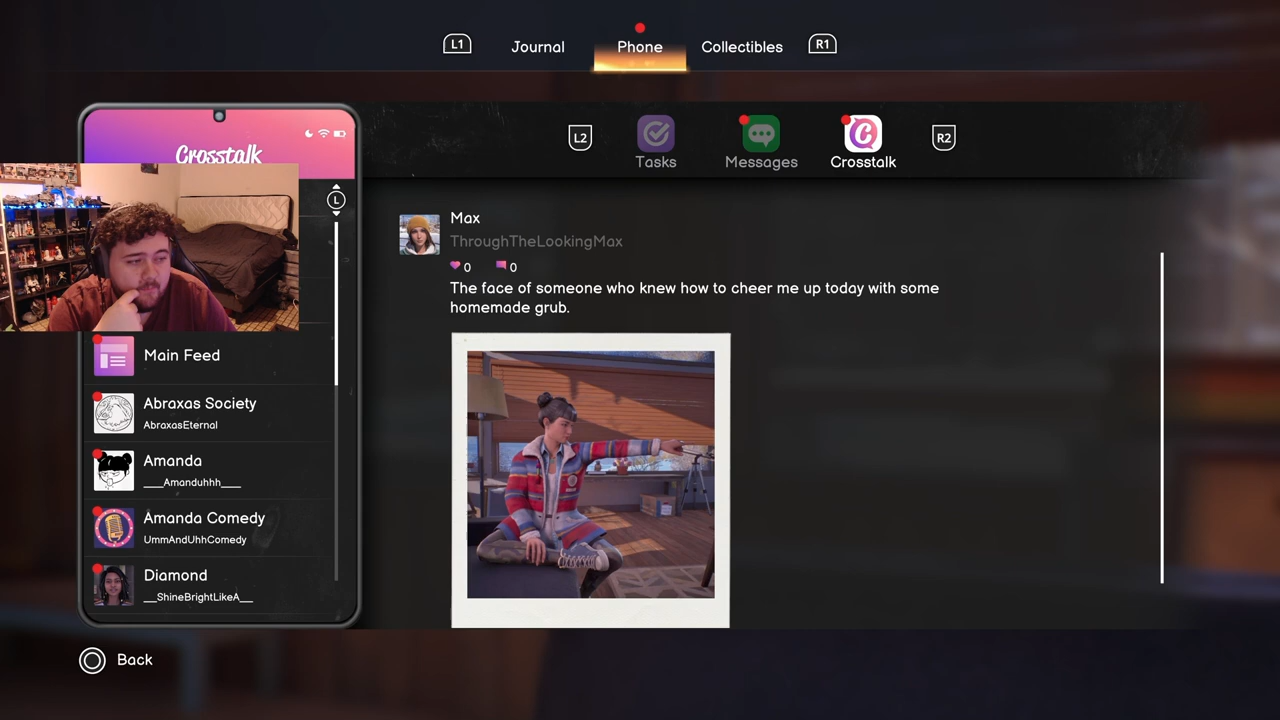 L1
Journal
Phone
Collectibles
R1
Crosstalk
L2
Tasks
Messages
Crosstalk
R2
L
Max
ThroughTheLookingMax
0
0
The face of someone who knew how to cheer me up today with some
homemade grub.
Main Feed
Abraxas Society
AbraxasEternal
Amanda
___Amanduhhh___
Amanda Comedy
UmmAndUhhComedy
Diamond
__ShineBrightLikeA__
Back